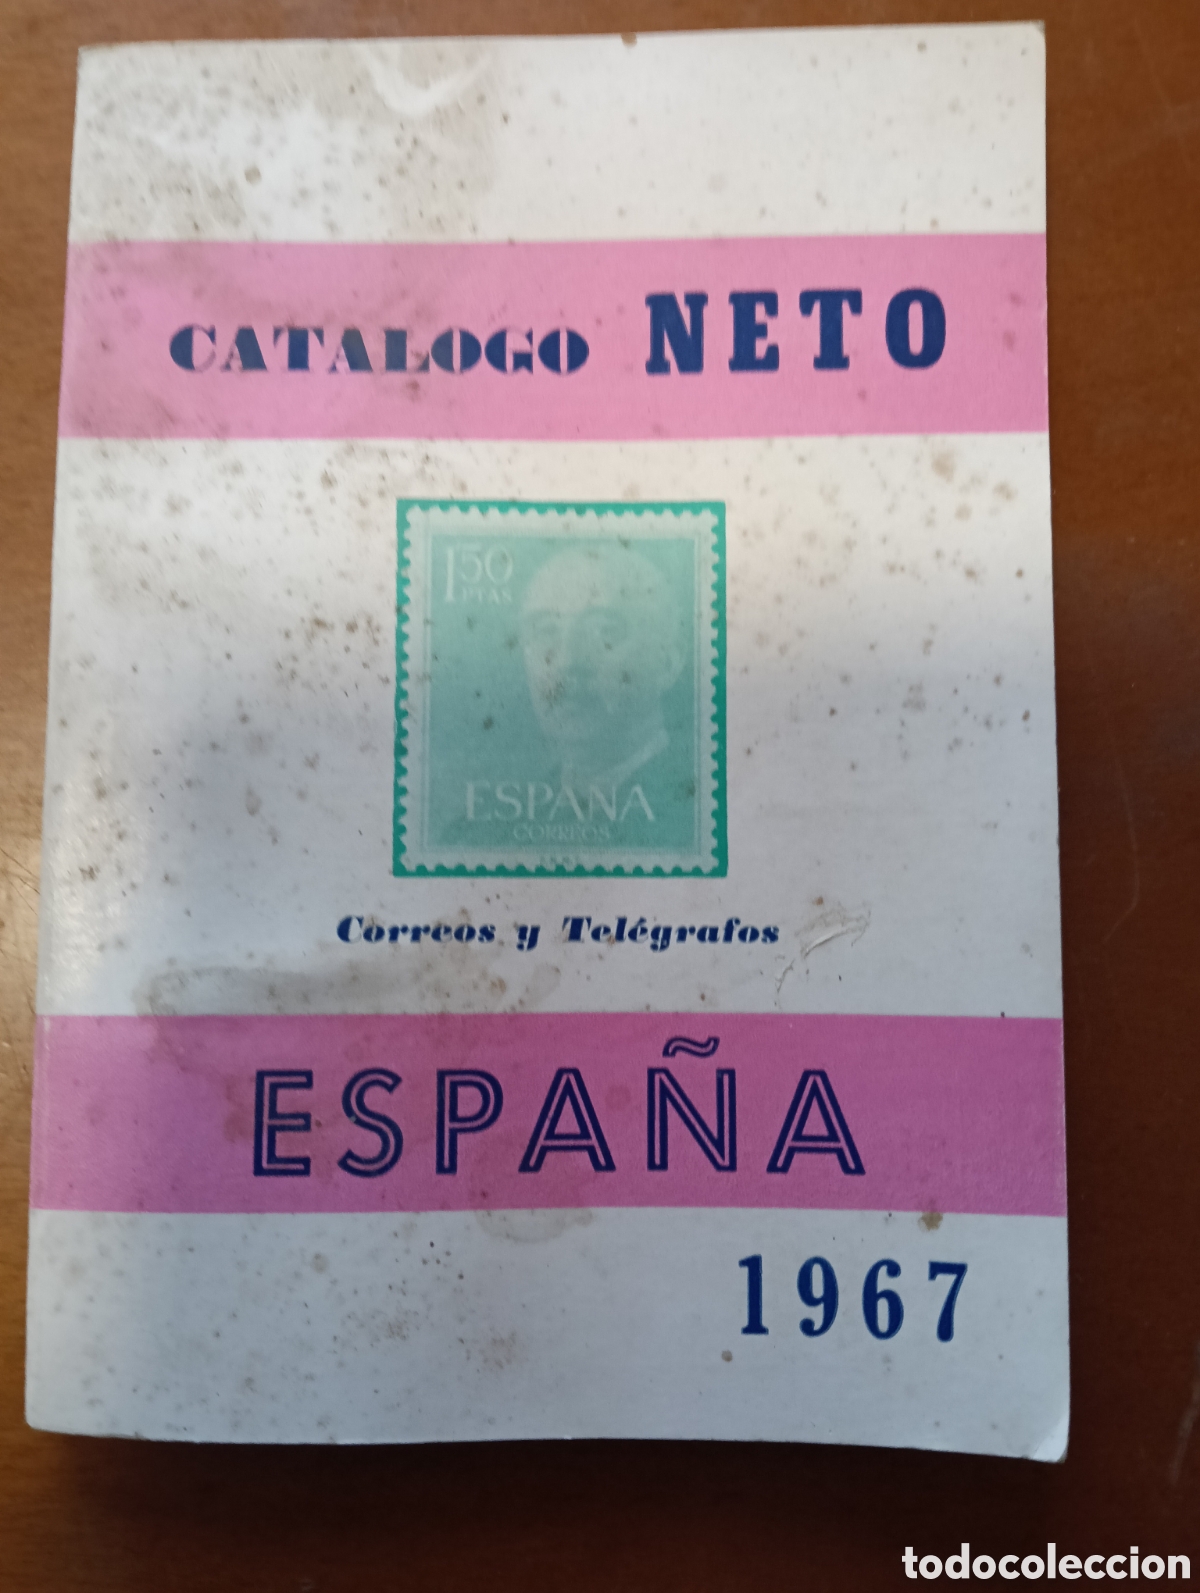 CATALOGO NETO
1'50
PTAS
ESPAÑA
CORREOS
Correos y Telégrafos
ESPAÑA
1967
todocoleccion